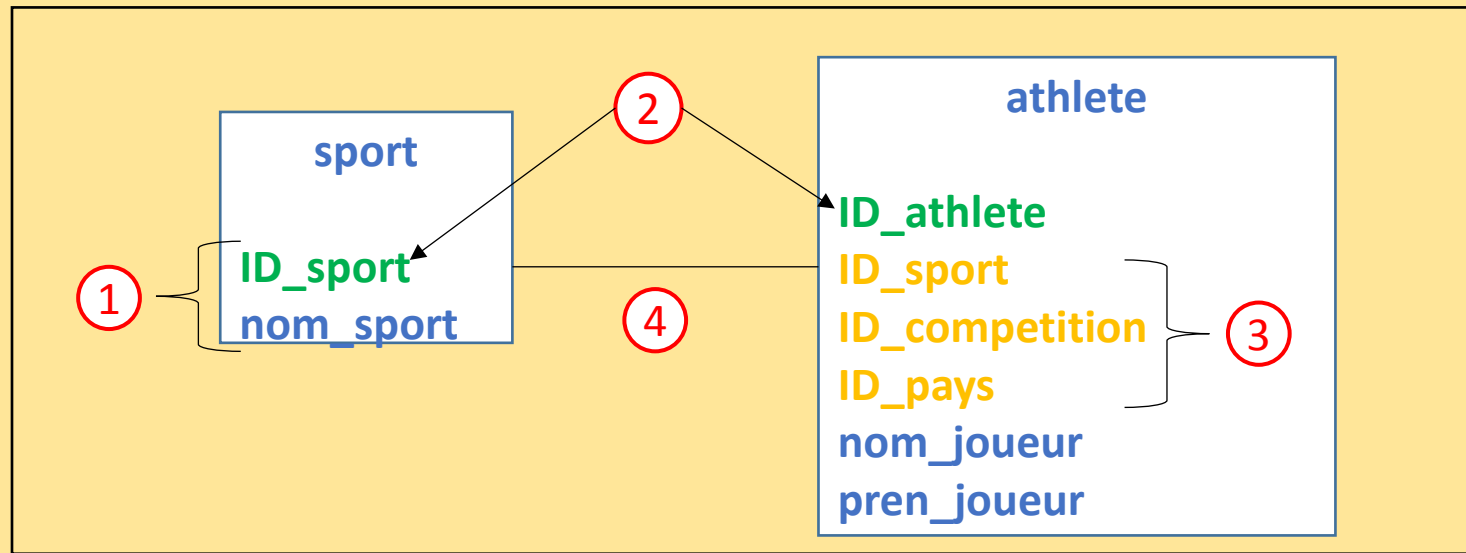 sport
ID_sport
nom_sport
1
2
4
athlete
ID_athlete
ID_sport
ID_competition
ID_pays
nom_joueur
pren_joueur
3